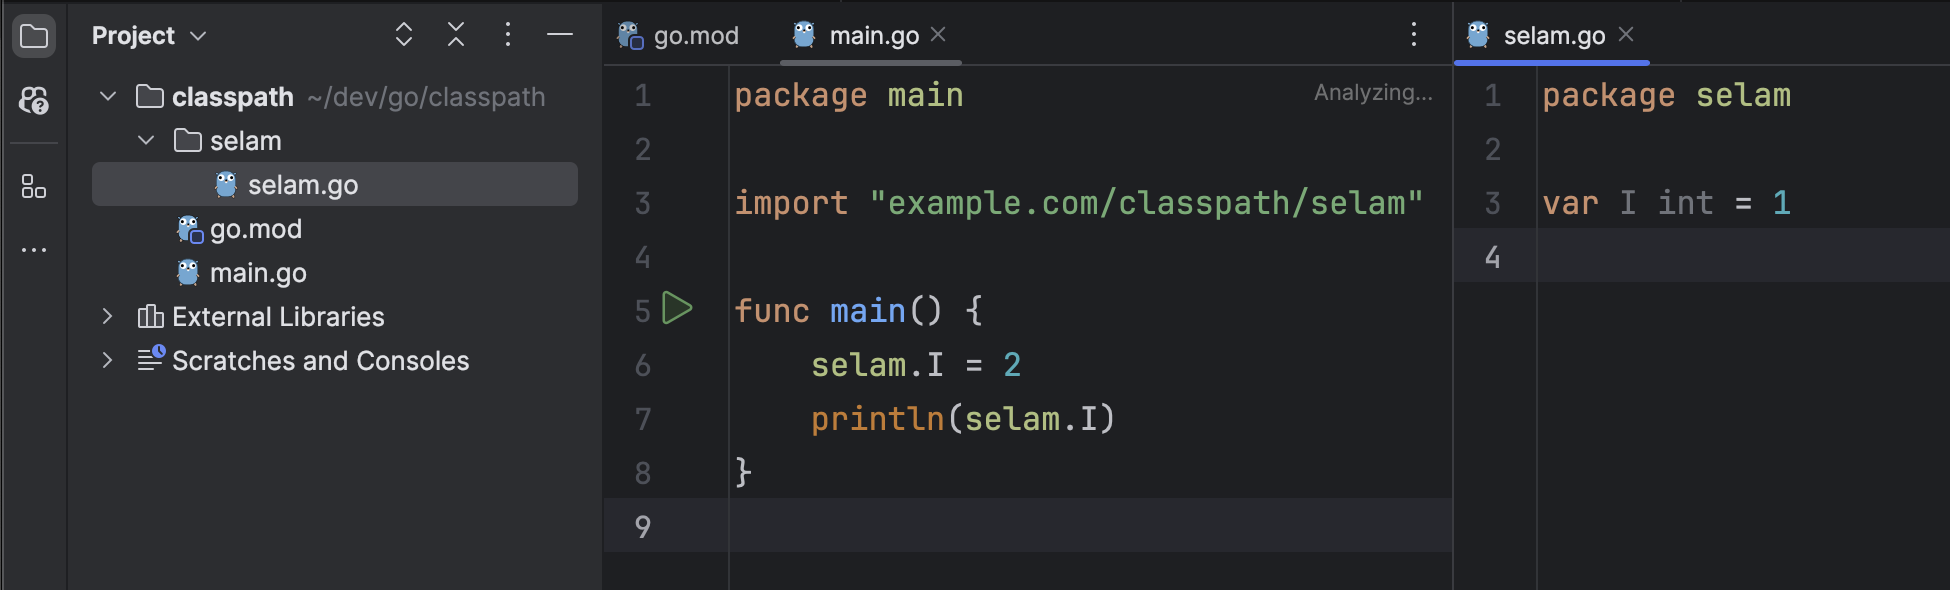 Project
classpath ~/dev/go/classpath
selam
selam.go
go.mod
main.go
External Libraries
Scratches and Consoles
go.mod
main.go
Analyzing...
1 package main
2
3 import "example.com/classpath/selam"
4
5 func main() {
6 selam.I = 2
7 println(selam.I)
8 }
9
selam.go
1 package selam
2
3 var I int = 1
4